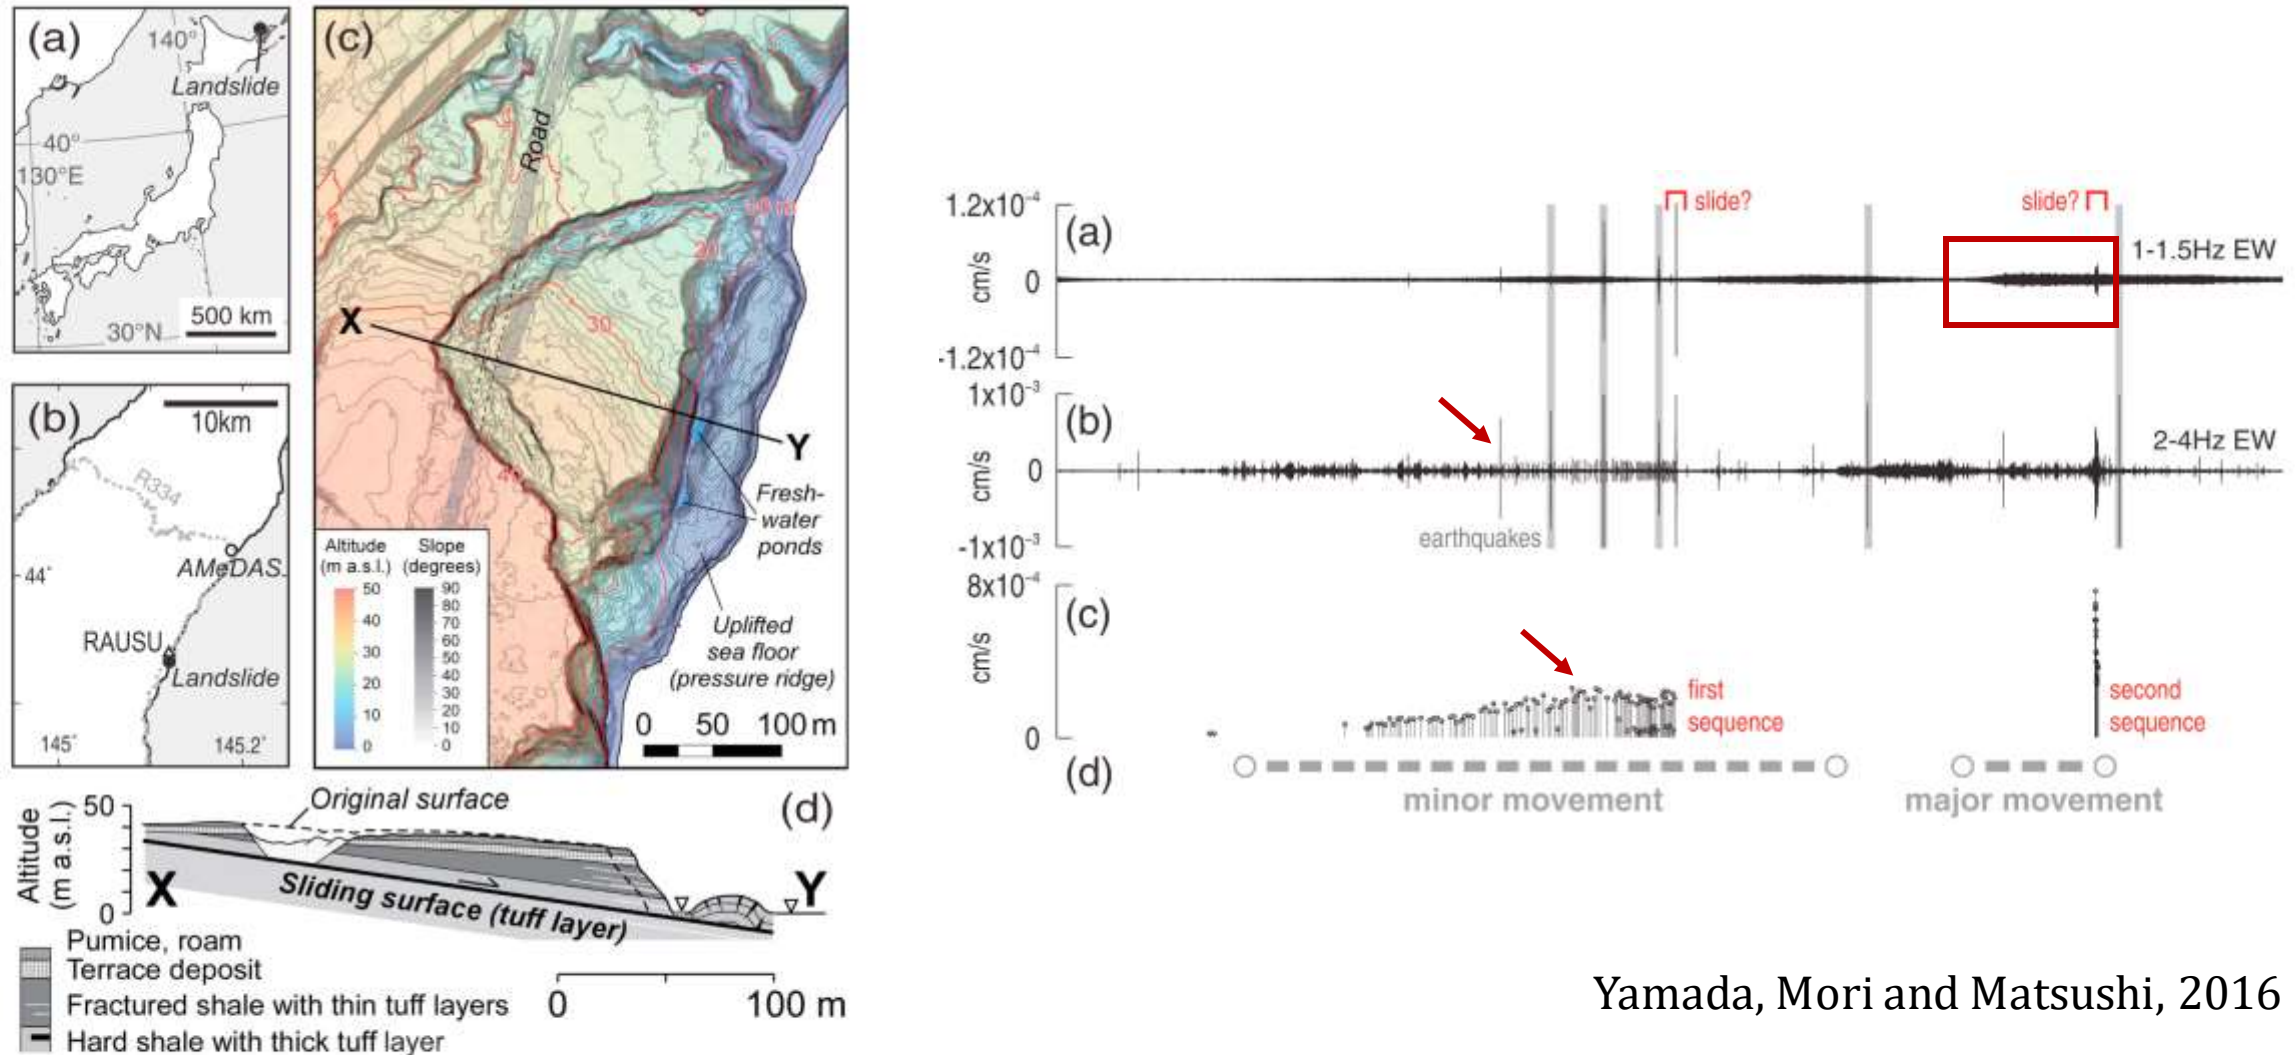 (a)
140°
Landslide
40°
130°E
30°N
500 km
(b)
10km
R334
44°
AMeDAS
RAUSU
Landslide
145°
145.2°
(c)
Road
10 m
20
30
40
X
Y
Fresh-
water
ponds
Uplifted
sea floor
(pressure ridge)
Altitude
(m a.s.l.)
50
40
30
20
10
0
Slope
(degrees)
90
80
70
60
50
40
30
20
10
0
0 50 100 m
(d)
Original surface
Altitude
(m a.s.l.)
50
0
X
Y
Sliding surface (tuff layer)
Pumice, roam
Terrace deposit
Fractured shale with thin tuff layers
Hard shale with thick tuff layer
0 100 m
(a)
1.2x10⁻⁴
0
-1.2x10⁻⁴
cm/s
slide?
slide?
1-1.5Hz EW
(b)
1x10⁻³
0
-1x10⁻³
cm/s
2-4Hz EW
earthquakes
(c)
8x10⁻⁴
0
cm/s
first
sequence
second
sequence
(d)
minor movement
major movement
Yamada, Mori and Matsushi, 2016